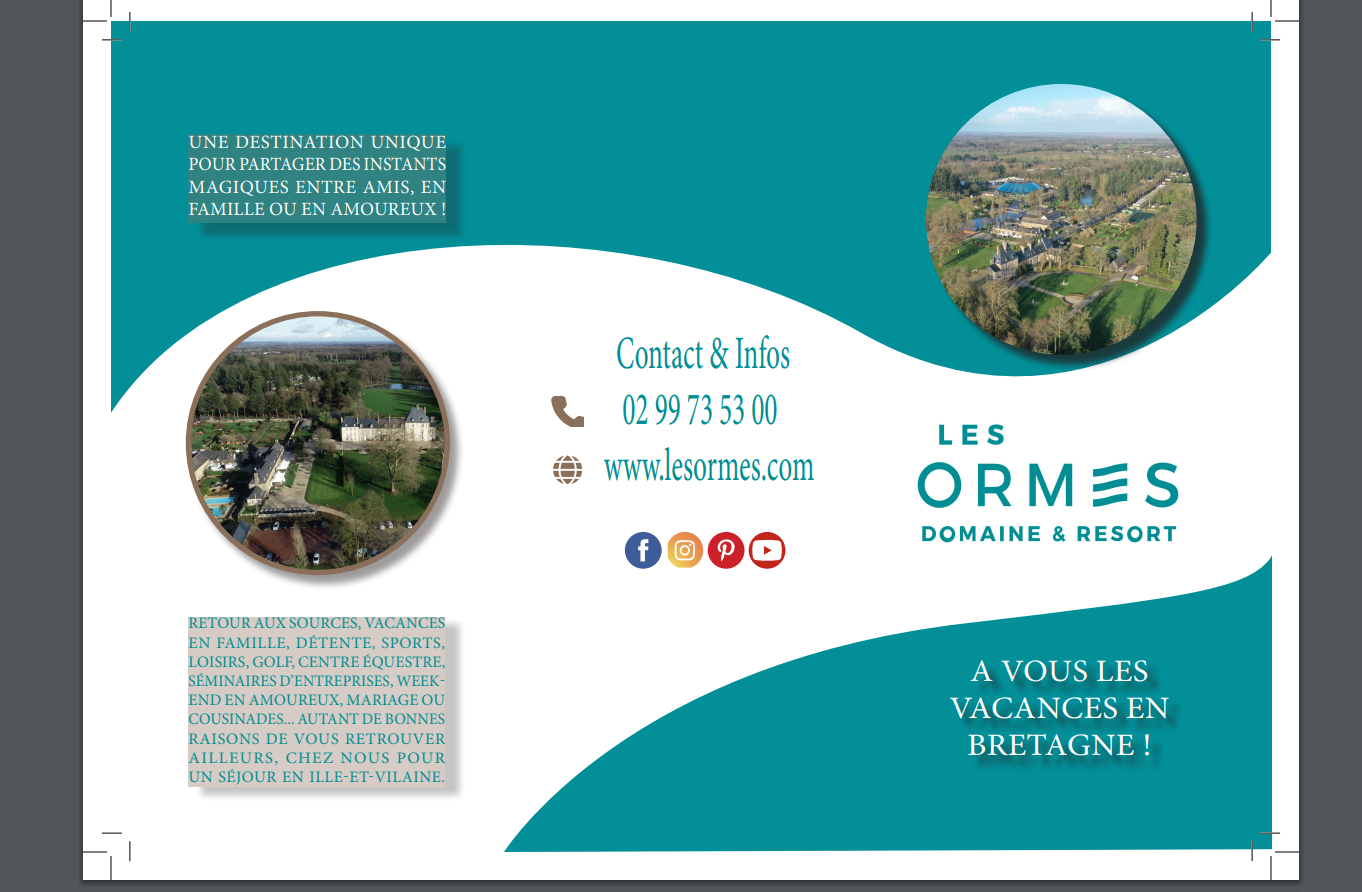 UNE DESTINATION UNIQUE
POUR PARTAGER DES INSTANTS
MAGIQUES ENTRE AMIS, EN
FAMILLE OU EN AMOUREUX !
RETOUR AUX SOURCES, VACANCES
EN FAMILLE, DÉTENTE, SPORTS,
LOISIRS, GOLF, CENTRE ÉQUESTRE,
SÉMINAIRES D'ENTREPRISES, WEEK-
END EN AMOUREUX, MARIAGE OU
COUSINADES... AUTANT DE BONNES
RAISONS DE VOUS RETROUVER
AILLEURS, CHEZ NOUS POUR
UN SÉJOUR EN ILLE-ET-VILAINE.
Contact & Infos
02 99 73 53 00
www.lesormes.com
LES
ORMES
DOMAINE & RESORT
A VOUS LES
VACANCES EN
BRETAGNE !